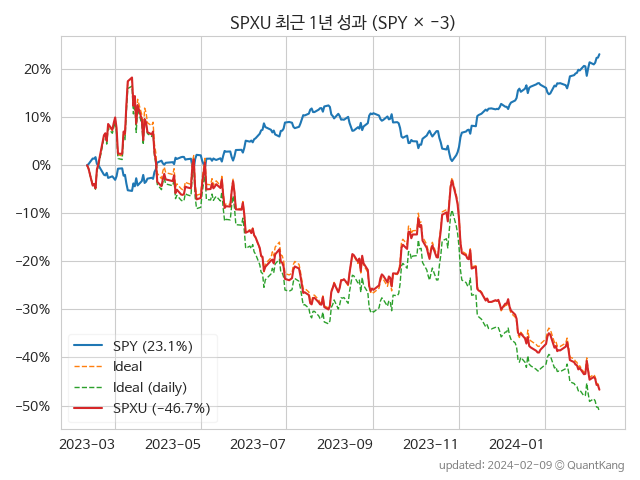 SPXU 최근 1년 성과 (SPY × −3)
20%
10%
0%
−10%
−20%
−30%
−40%
−50%
SPY (23.1%)
Ideal
Ideal (daily)
SPXU (−46.7%)
2023-03 2023-05 2023-07 2023-09 2023-11 2024-01
updated: 2024-02-09 © QuantKang